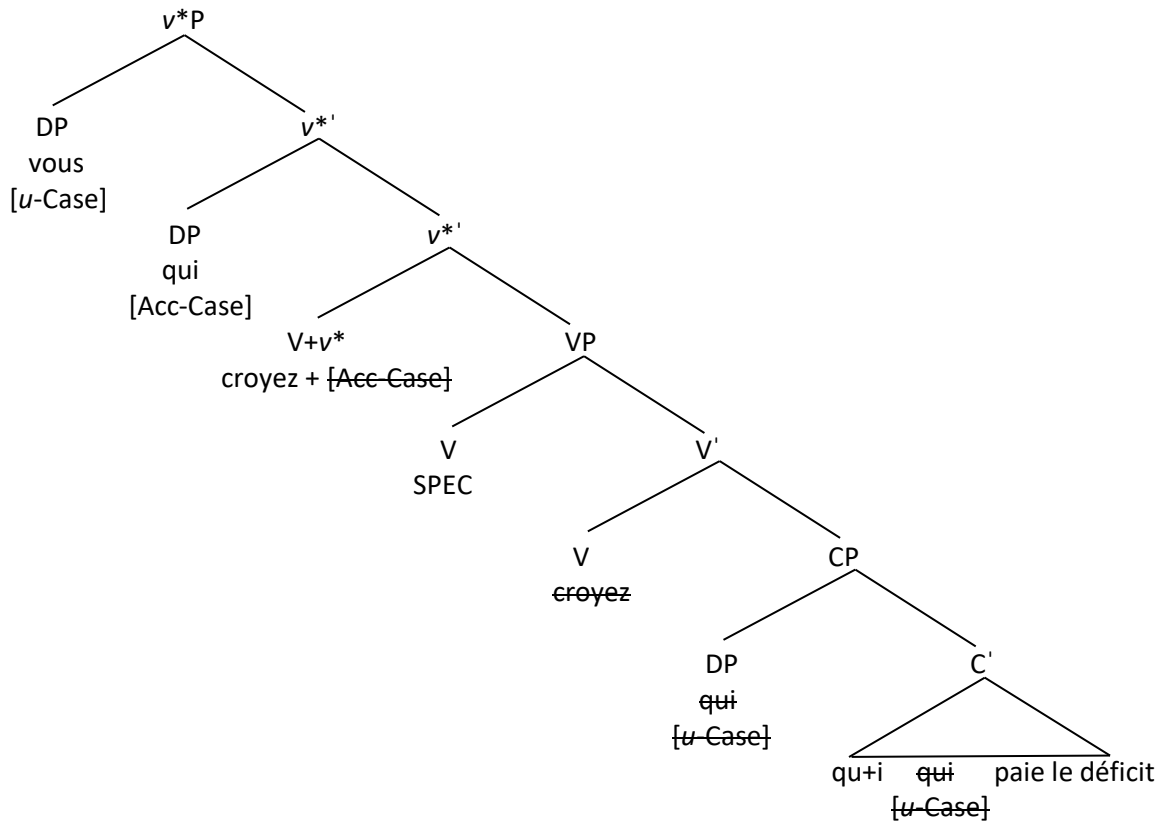 v*P
DP
vous
[u-Case]
v*'
DP
qui
[Acc-Case]
v*'
V+v*
croyez + [Acc-Case]
VP
V
SPEC
V'
V
croyez
CP
DP
qui
[u-Case]
C'
qu+i qui paie le déficit
[u-Case]